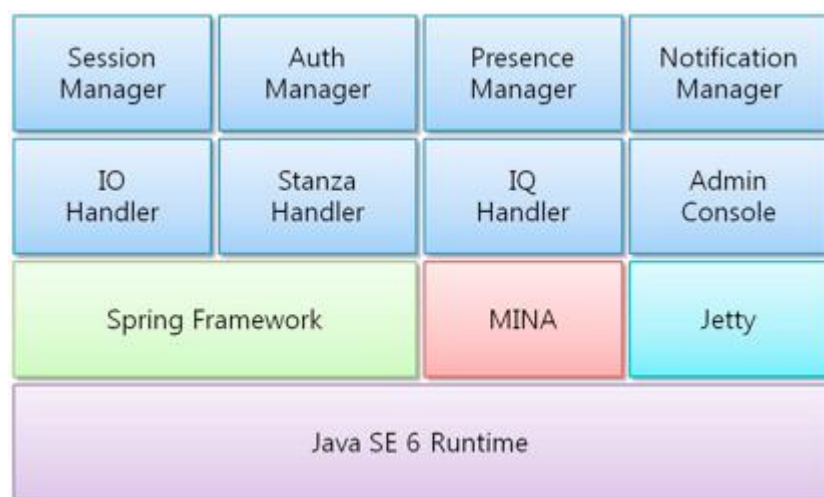 Session
Manager
Auth
Manager
Presence
Manager
Notification
Manager
IO
Handler
Stanza
Handler
IQ
Handler
Admin
Console
Spring Framework
MINA
Jetty
Java SE 6 Runtime